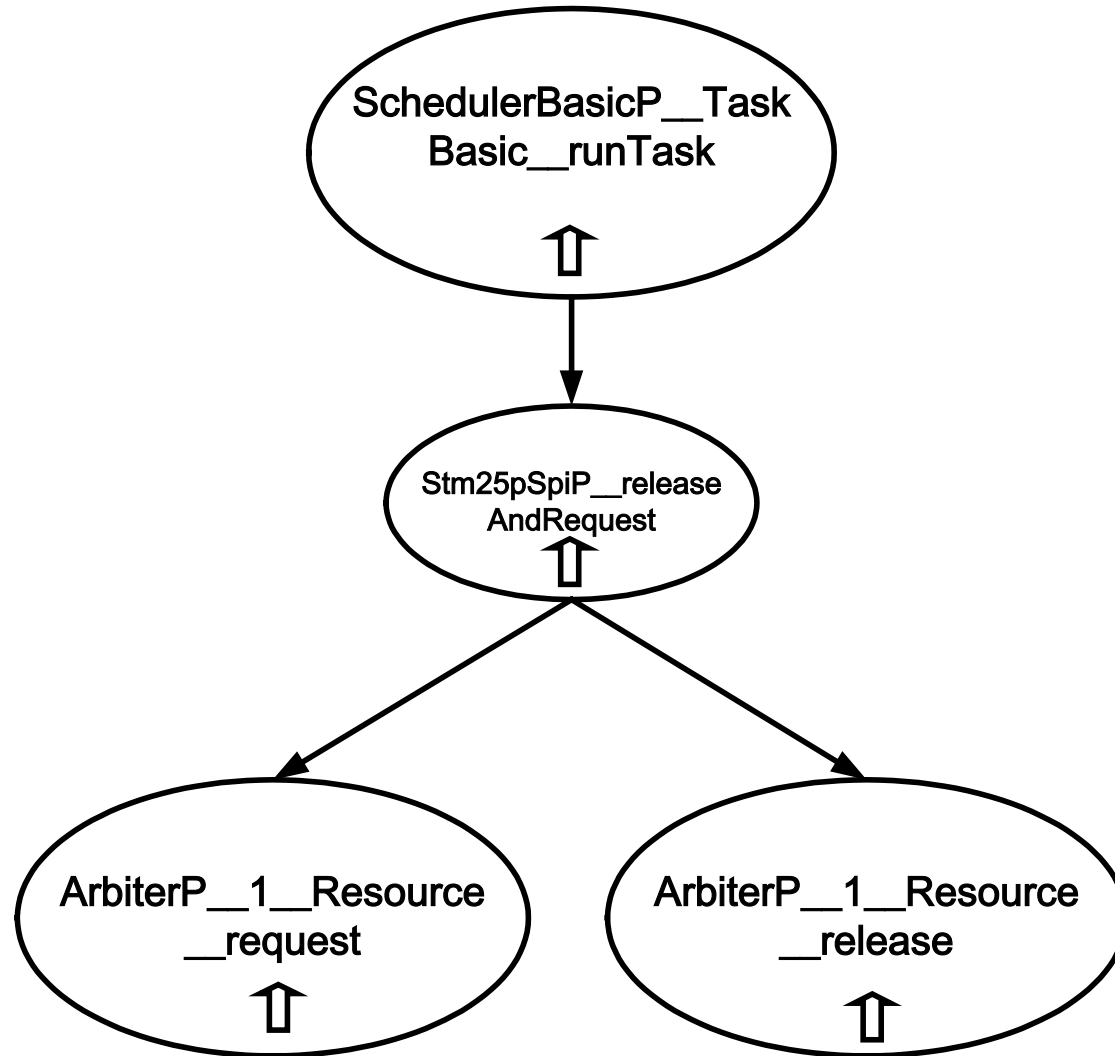 SchedulerBasicP__Task
Basic__runTask
Stm25pSpiP__release
AndRequest
ArbiterP__1__Resource
__request
ArbiterP__1__Resource
__release